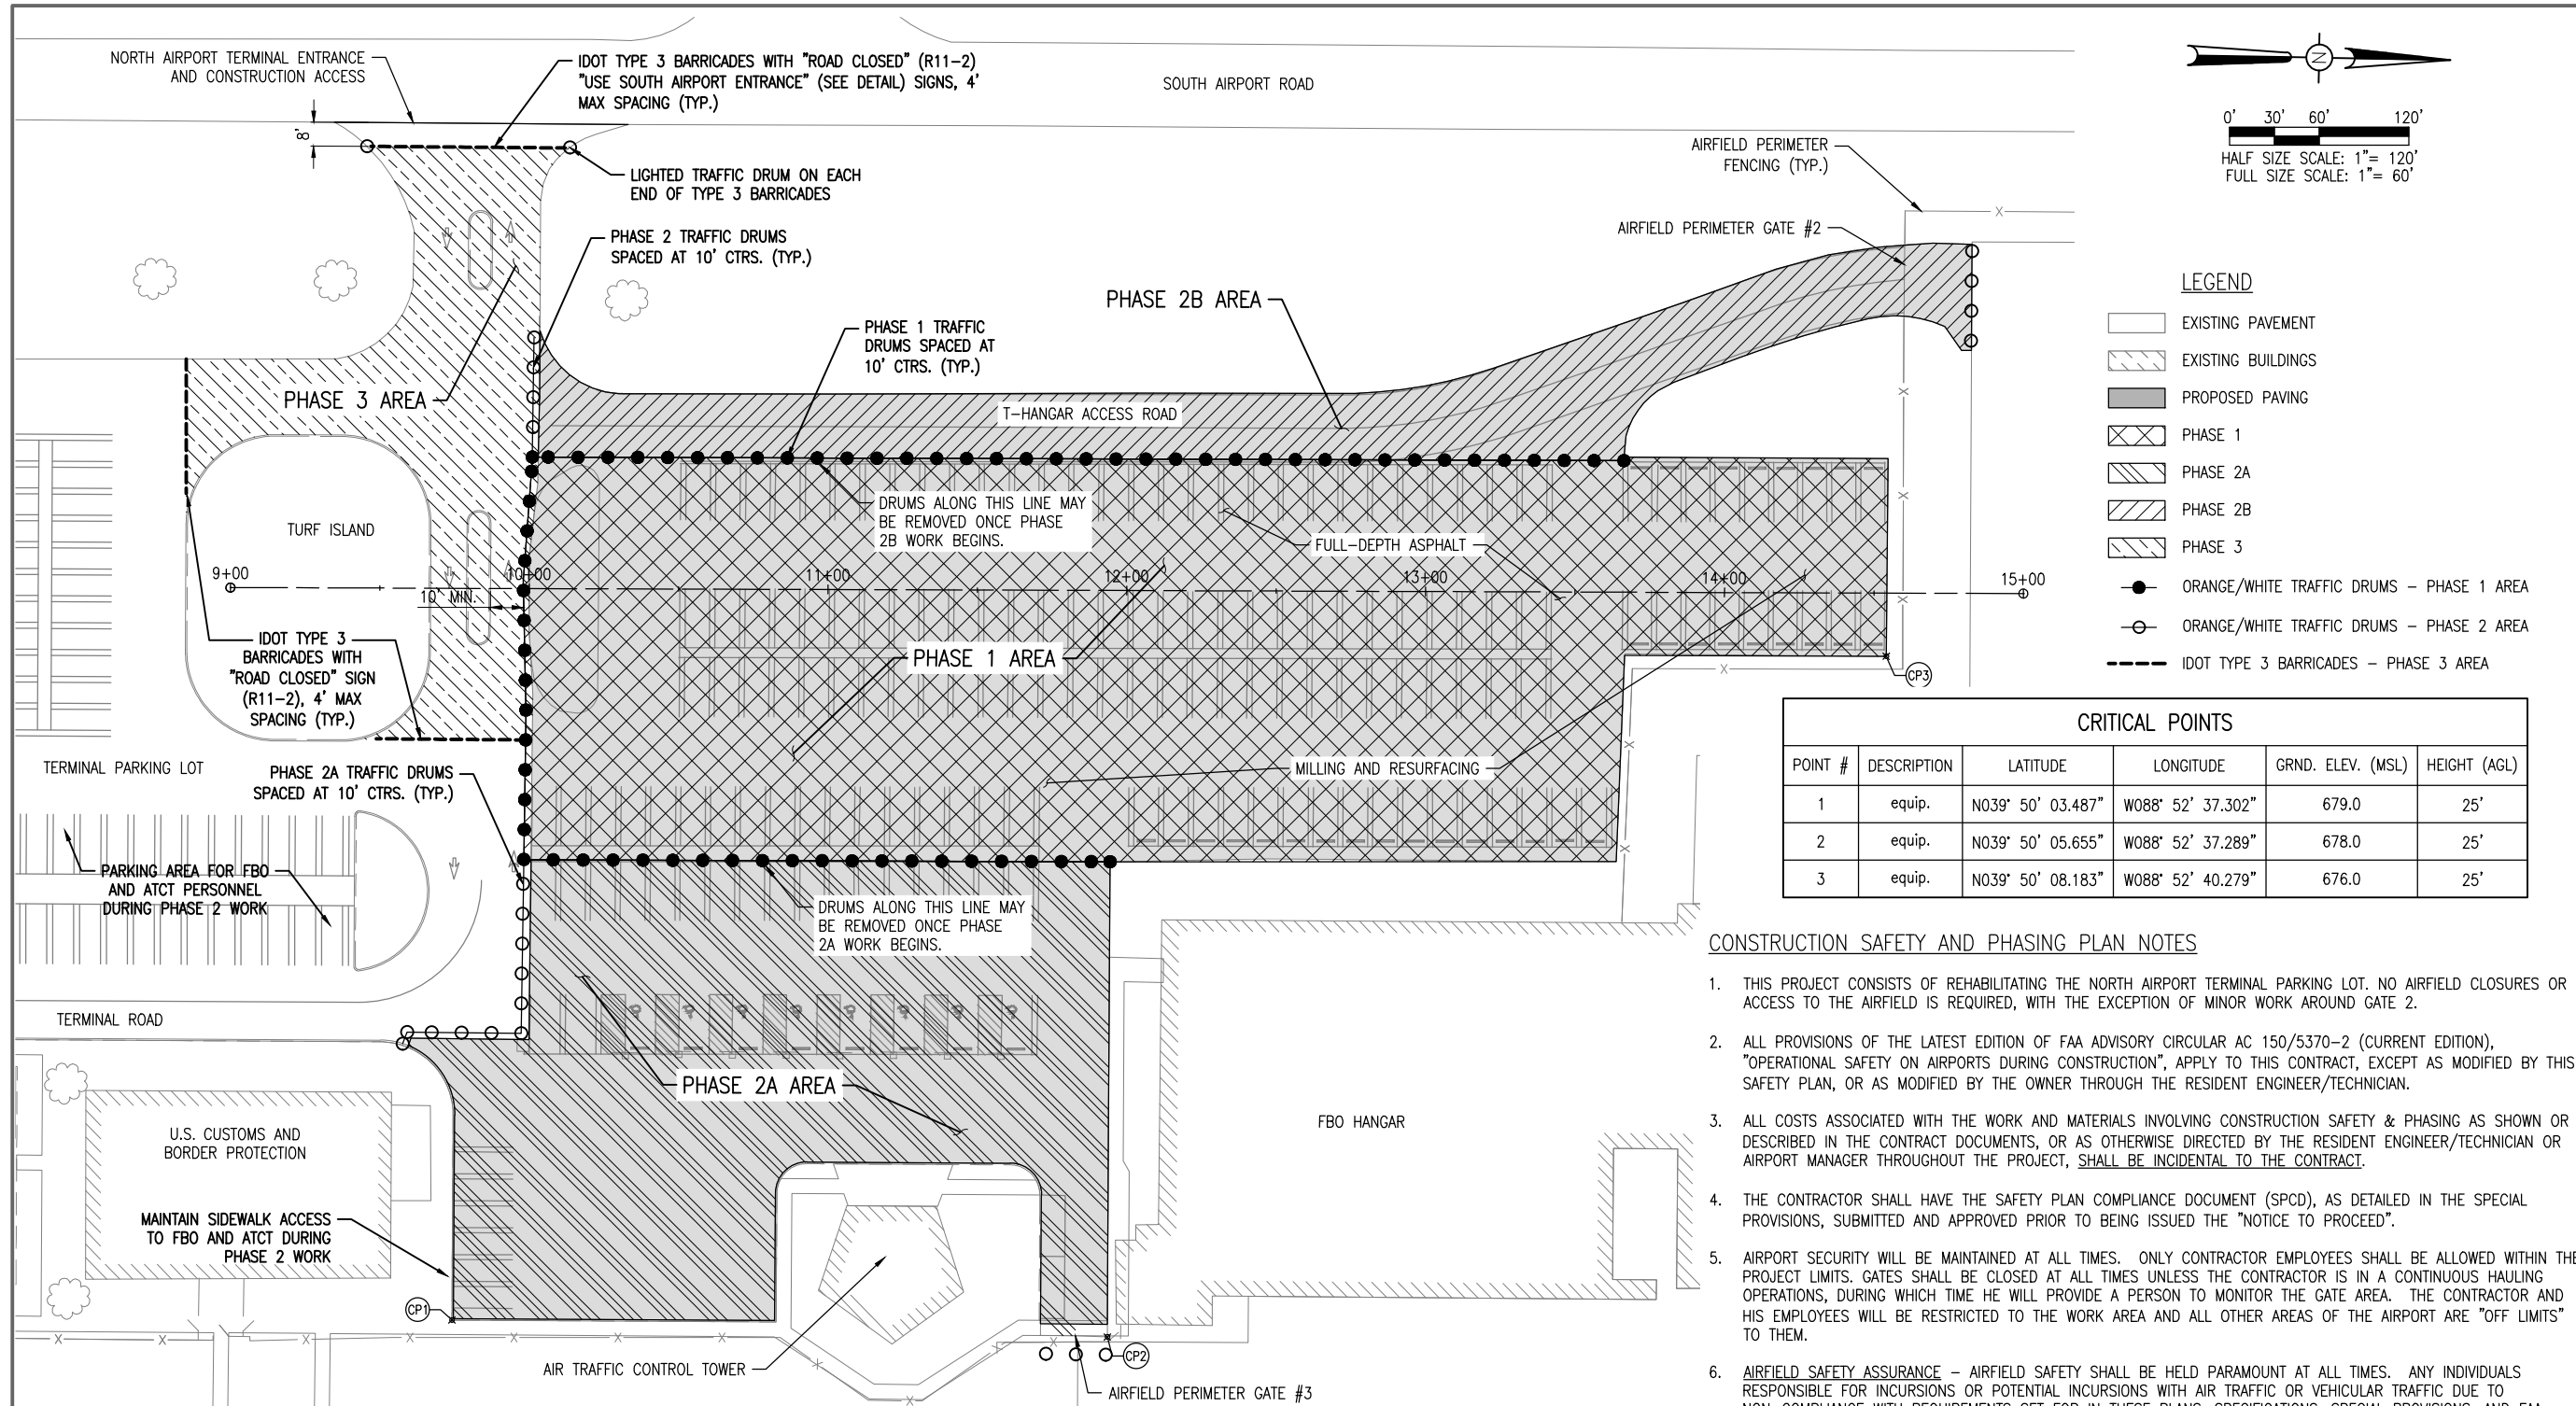 NORTH AIRPORT TERMINAL ENTRANCE
AND CONSTRUCTION ACCESS
8'
IDOT TYPE 3 BARRICADES WITH "ROAD CLOSED" (R11-2)
"USE SOUTH AIRPORT ENTRANCE" (SEE DETAIL) SIGNS, 4'
MAX SPACING (TYP.)
SOUTH AIRPORT ROAD
LIGHTED TRAFFIC DRUM ON EACH
END OF TYPE 3 BARRICADES
PHASE 2 TRAFFIC DRUMS
SPACED AT 10' CTRS. (TYP.)
PHASE 1 TRAFFIC
DRUMS SPACED AT
10' CTRS. (TYP.)
PHASE 2B AREA
AIRFIELD PERIMETER
FENCING (TYP.)
AIRFIELD PERIMETER GATE #2
N
0' 30' 60' 120'
HALF SIZE SCALE: 1"= 120'
FULL SIZE SCALE: 1"= 60'
LEGEND
EXISTING PAVEMENT
EXISTING BUILDINGS
PROPOSED PAVING
PHASE 1
PHASE 2A
PHASE 2B
PHASE 3
ORANGE/WHITE TRAFFIC DRUMS - PHASE 1 AREA
ORANGE/WHITE TRAFFIC DRUMS - PHASE 2 AREA
IDOT TYPE 3 BARRICADES - PHASE 3 AREA
PHASE 3 AREA
T-HANGAR ACCESS ROAD
DRUMS ALONG THIS LINE MAY
BE REMOVED ONCE PHASE
2B WORK BEGINS.
FULL-DEPTH ASPHALT
TURF ISLAND
9+00 10+00 11+00 12+00 13+00 14+00 15+00
10' MIN.
IDOT TYPE 3
BARRICADES WITH
"ROAD CLOSED" SIGN
(R11-2), 4' MAX
SPACING (TYP.)
PHASE 1 AREA
CP3
MILLING AND RESURFACING
TERMINAL PARKING LOT
PHASE 2A TRAFFIC DRUMS
SPACED AT 10' CTRS. (TYP.)
PARKING AREA FOR FBO
AND ATCT PERSONNEL
DURING PHASE 2 WORK
DRUMS ALONG THIS LINE MAY
BE REMOVED ONCE PHASE
2A WORK BEGINS.
TERMINAL ROAD
PHASE 2A AREA
U.S. CUSTOMS AND
BORDER PROTECTION
MAINTAIN SIDEWALK ACCESS
TO FBO AND ATCT DURING
PHASE 2 WORK
CP1
AIR TRAFFIC CONTROL TOWER
CP2
AIRFIELD PERIMETER GATE #3
FBO HANGAR
CRITICAL POINTS
POINT # DESCRIPTION LATITUDE LONGITUDE GRND. ELEV. (MSL) HEIGHT (AGL)
1 equip. N039° 50' 03.487" W088° 52' 37.302" 679.0 25'
2 equip. N039° 50' 05.655" W088° 52' 37.289" 678.0 25'
3 equip. N039° 50' 08.183" W088° 52' 40.279" 676.0 25'
CONSTRUCTION SAFETY AND PHASING PLAN NOTES
1. THIS PROJECT CONSISTS OF REHABILITATING THE NORTH AIRPORT TERMINAL PARKING LOT. NO AIRFIELD CLOSURES OR
ACCESS TO THE AIRFIELD IS REQUIRED, WITH THE EXCEPTION OF MINOR WORK AROUND GATE 2.
2. ALL PROVISIONS OF THE LATEST EDITION OF FAA ADVISORY CIRCULAR AC 150/5370-2 (CURRENT EDITION),
"OPERATIONAL SAFETY ON AIRPORTS DURING CONSTRUCTION", APPLY TO THIS CONTRACT, EXCEPT AS MODIFIED BY THIS
SAFETY PLAN, OR AS MODIFIED BY THE OWNER THROUGH THE RESIDENT ENGINEER/TECHNICIAN.
3. ALL COSTS ASSOCIATED WITH THE WORK AND MATERIALS INVOLVING CONSTRUCTION SAFETY & PHASING AS SHOWN OR
DESCRIBED IN THE CONTRACT DOCUMENTS, OR AS OTHERWISE DIRECTED BY THE RESIDENT ENGINEER/TECHNICIAN OR
AIRPORT MANAGER THROUGHOUT THE PROJECT, SHALL BE INCIDENTAL TO THE CONTRACT.
4. THE CONTRACTOR SHALL HAVE THE SAFETY PLAN COMPLIANCE DOCUMENT (SPCD), AS DETAILED IN THE SPECIAL
PROVISIONS, SUBMITTED AND APPROVED PRIOR TO BEING ISSUED THE "NOTICE TO PROCEED".
5. AIRPORT SECURITY WILL BE MAINTAINED AT ALL TIMES. ONLY CONTRACTOR EMPLOYEES SHALL BE ALLOWED WITHIN THE
PROJECT LIMITS. GATES SHALL BE CLOSED AT ALL TIMES UNLESS THE CONTRACTOR IS IN A CONTINUOUS HAULING
OPERATIONS, DURING WHICH TIME HE WILL PROVIDE A PERSON TO MONITOR THE GATE AREA. THE CONTRACTOR AND
HIS EMPLOYEES WILL BE RESTRICTED TO THE WORK AREA AND ALL OTHER AREAS OF THE AIRPORT ARE "OFF LIMITS"
TO THEM.
6. AIRFIELD SAFETY ASSURANCE - AIRFIELD SAFETY SHALL BE HELD PARAMOUNT AT ALL TIMES. ANY INDIVIDUALS
RESPONSIBLE FOR INCURSIONS OR POTENTIAL INCURSIONS WITH AIR TRAFFIC OR VEHICULAR TRAFFIC DUE TO